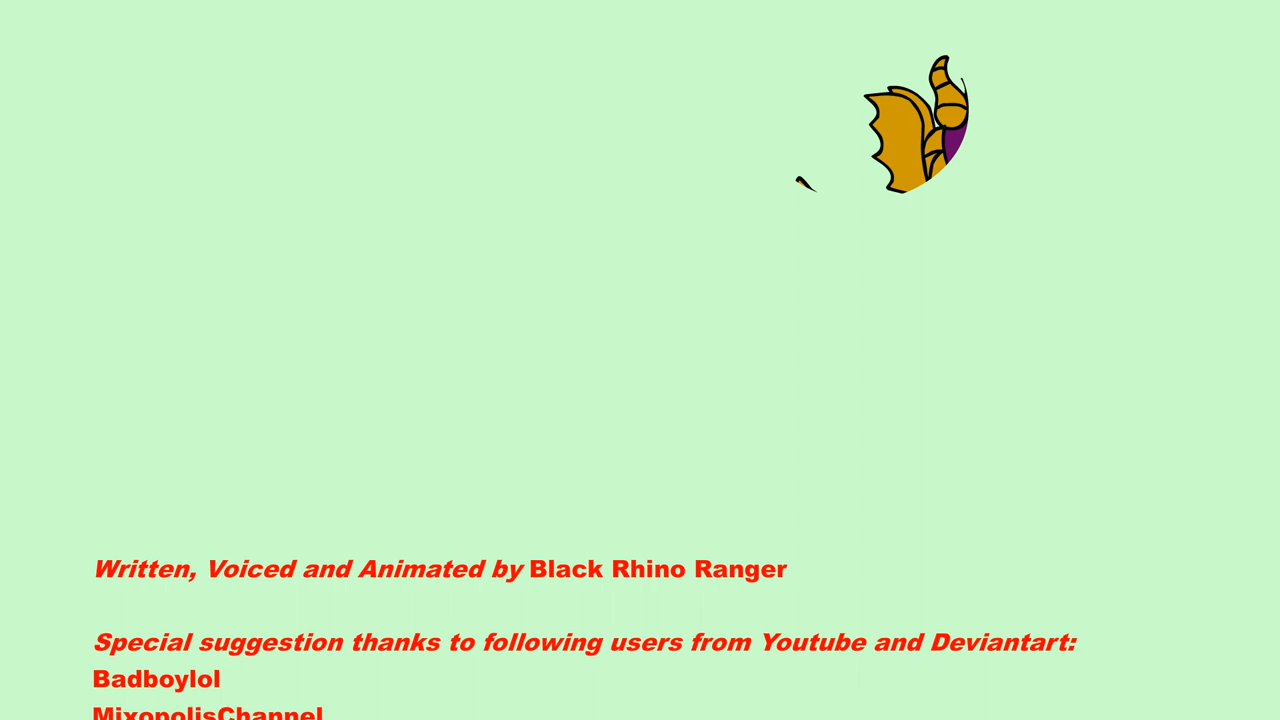 Written, Voiced and Animated by Black Rhino Ranger
Special suggestion thanks to following users from Youtube and Deviantart:
Badboylol
MixopolisChannel